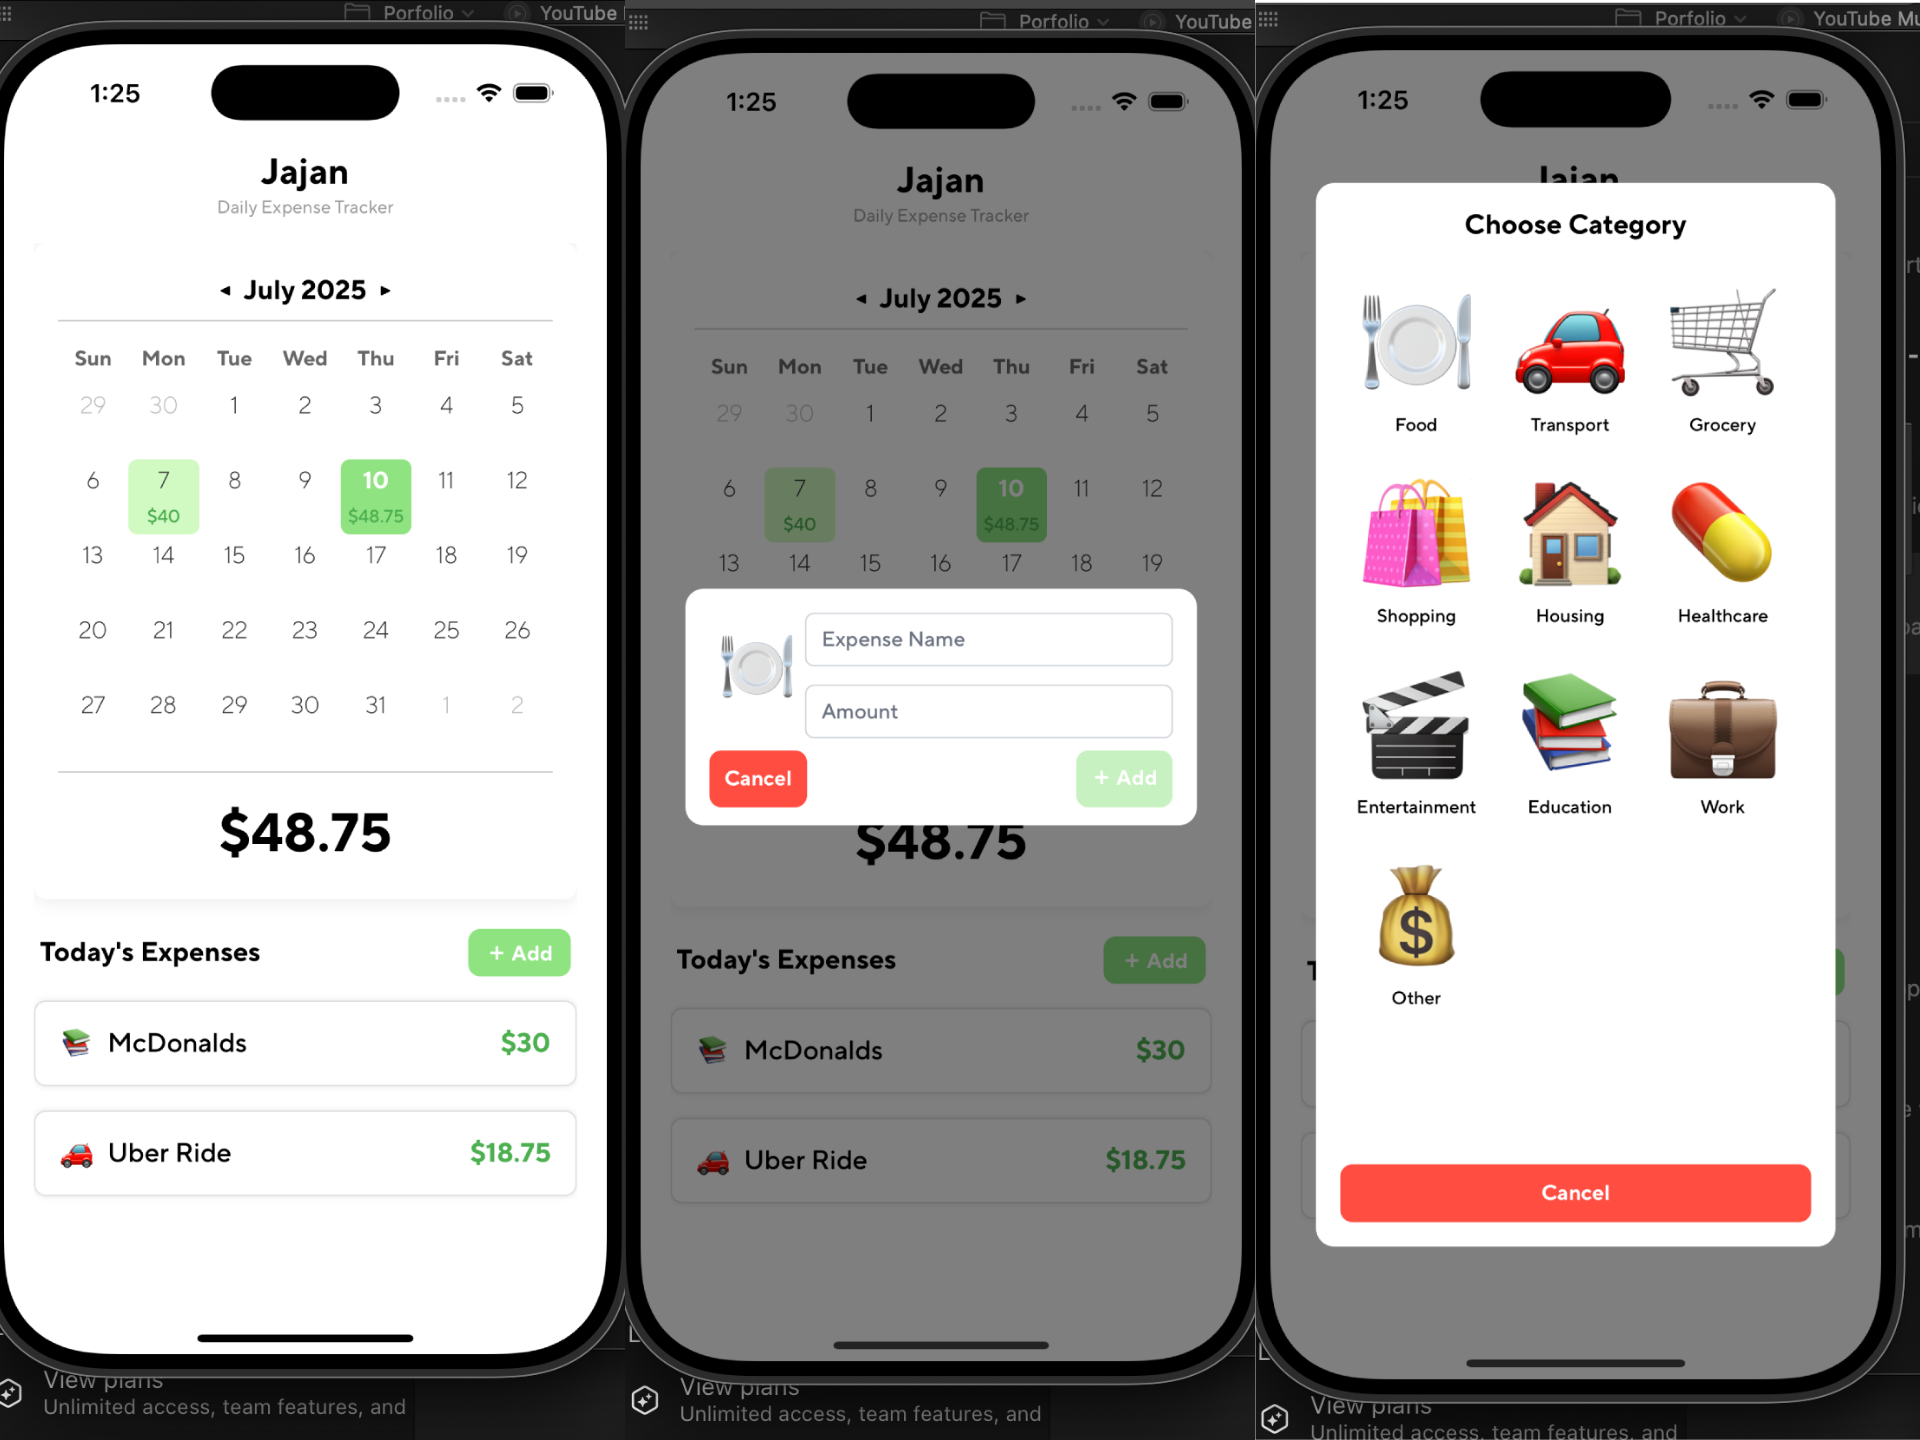 Porfolio
YouTube
1:25
Jajan
Daily Expense Tracker
◂ July 2025 ▸
Sun Mon Tue Wed Thu Fri Sat
29 30 1 2 3 4 5
6 7 8 9 10 11 12
$40 $48.75
13 14 15 16 17 18 19
20 21 22 23 24 25 26
27 28 29 30 31 1 2
$48.75
Today's Expenses
+ Add
McDonalds $30
Uber Ride $18.75
View plans
Unlimited access, team features, and
Porfolio
YouTube
1:25
Jajan
Daily Expense Tracker
◂ July 2025 ▸
Sun Mon Tue Wed Thu Fri Sat
29 30 1 2 3 4 5
6 7 8 9 10 11 12
$40 $48.75
13 14 15 16 17 18 19
Expense Name
Amount
Cancel
+ Add
$48.75
Today's Expenses
+ Add
McDonalds $30
Uber Ride $18.75
View plans
Unlimited access, team features, and
Porfolio
YouTube Mu
1:25
Jajan
Choose Category
Food Transport Grocery
Shopping Housing Healthcare
Entertainment Education Work
$
Other
Cancel
View plans
Unlimited access, team features, and